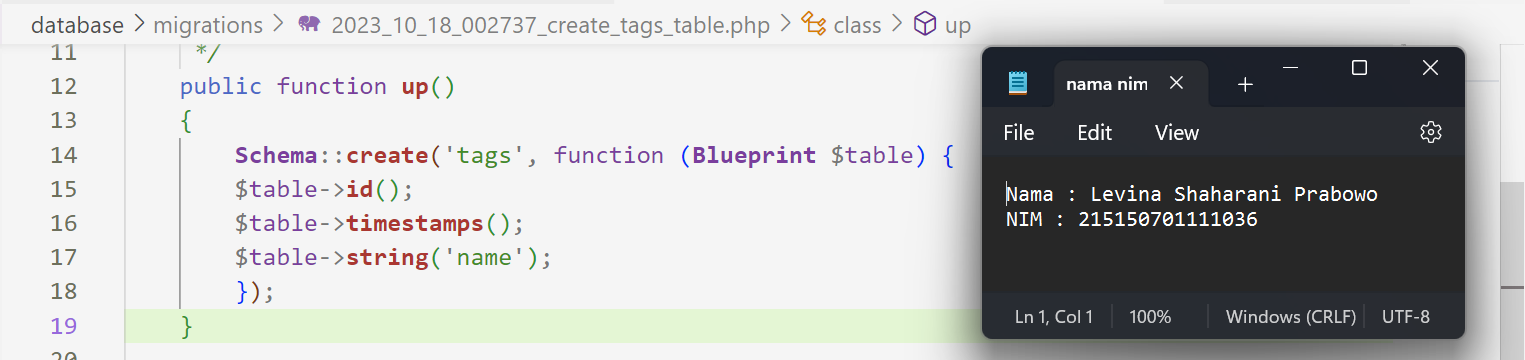 database > migrations > 2023_10_18_002737_create_tags_table.php > class > up
11 */
12 public function up()
13 {
14 Schema::create('tags', function (Blueprint $table) {
15 $table->id();
16 $table->timestamps();
17 $table->string('name');
18 });
19 }
20
nama nim
File Edit View
Nama : Levina Shaharani Prabowo
NIM : 215150701111036
Ln 1, Col 1 100% Windows (CRLF) UTF-8